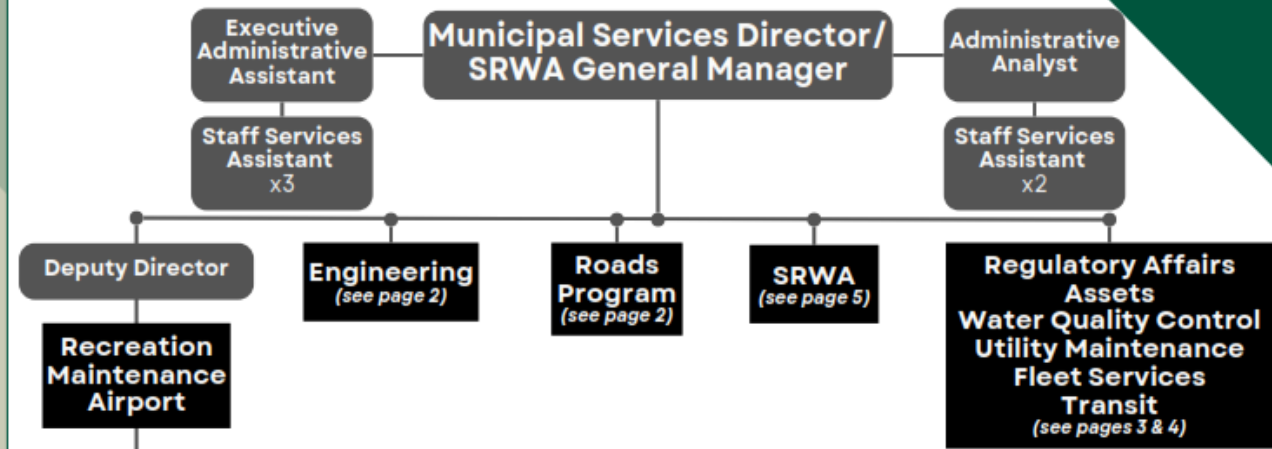 Executive
Administrative
Assistant
Municipal Services Director/
SRWA General Manager
Administrative
Analyst
Staff Services
Assistant
x3
Staff Services
Assistant
x2
Deputy Director
Engineering
(see page 2)
Roads
Program
(see page 2)
SRWA
(see page 5)
Regulatory Affairs
Assets
Water Quality Control
Utility Maintenance
Fleet Services
Transit
(see pages 3 & 4)
Recreation
Maintenance
Airport